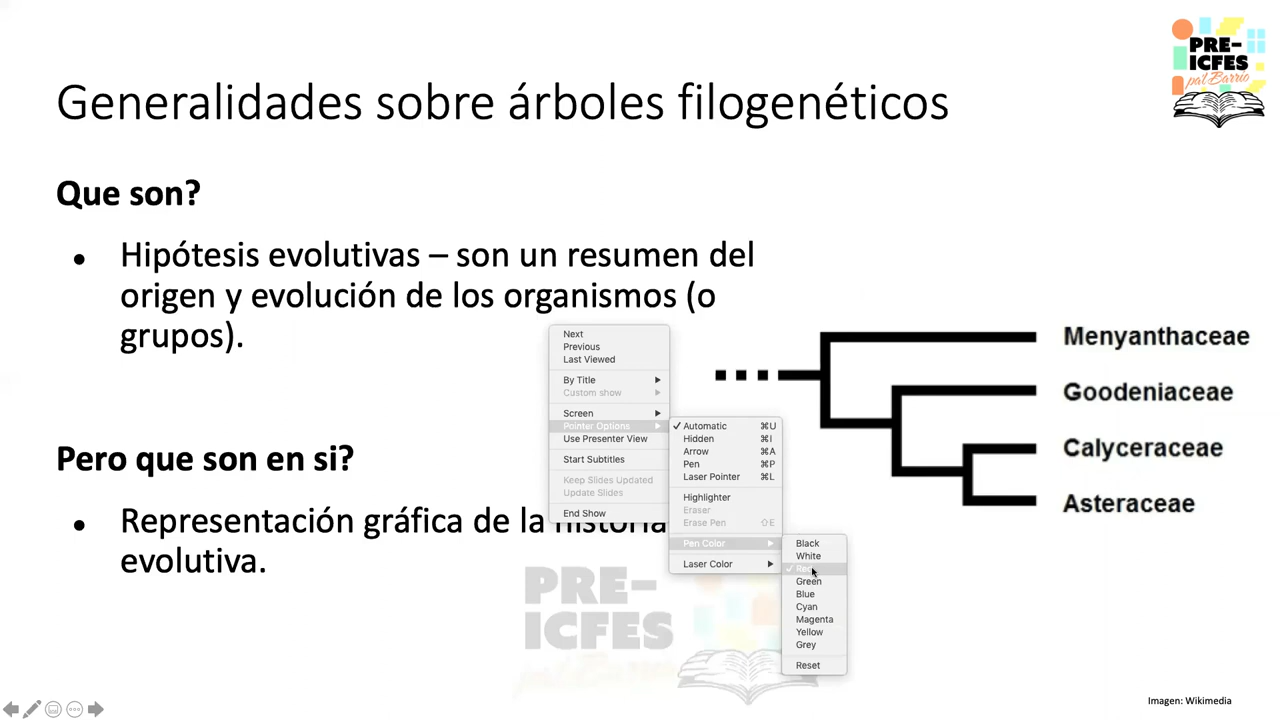 PRE-
ICFES
pal Barrio
Generalidades sobre árboles filogenéticos
Que son?
● Hipótesis evolutivas – son un resumen del
origen y evolución de los organismos (o
grupos).
Pero que son en si?
● Representación gráfica de la historia
evolutiva.
Menyanthaceae
Goodeniaceae
Calyceraceae
Asteraceae
Next
Previous
Last Viewed
By Title
Custom show
Screen
Pointer Options
Use Presenter View
Start Subtitles
Keep Slides Updated
Update Slides
End Show
✓ Automatic ⌘U
Hidden ⌘I
Arrow ⌘A
Pen ⌘P
Laser Pointer ⌘L
Highlighter
Eraser
Erase Pen ⇧E
Pen Color
Laser Color
Black
White
✓ Red
Green
Blue
Cyan
Magenta
Yellow
Grey
Reset
PRE-
ICFES
pal Barrio
Imagen: Wikimedia